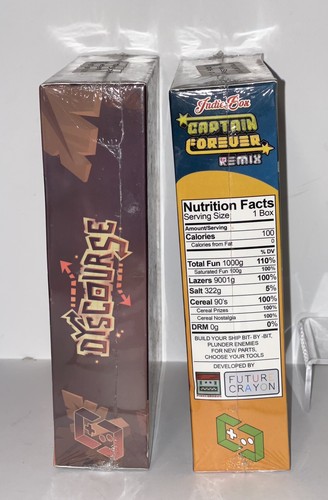 DISCOURSE
Indie Box
CAPTAIN
FOREVER
REMIX
Nutrition Facts
Serving Size 1 Box
Amount/Serving
Calories 100
Calories from Fat 0
% DV
Total Fun 1000g 110%
Saturated Fun 100g 100%
Lazers 9001g 100%
Salt 322g 5%
Cereal 90's 100%
Cereal Prizes 100%
Cereal Nostalgia 100%
DRM 0g 0%
BUILD YOUR SHIP BIT- BY -BIT,
PLUNDER ENEMIES
FOR NEW PARTS,
CHOOSE YOUR TOOLS
DEVELOPED BY
FUTURE
CRAYON